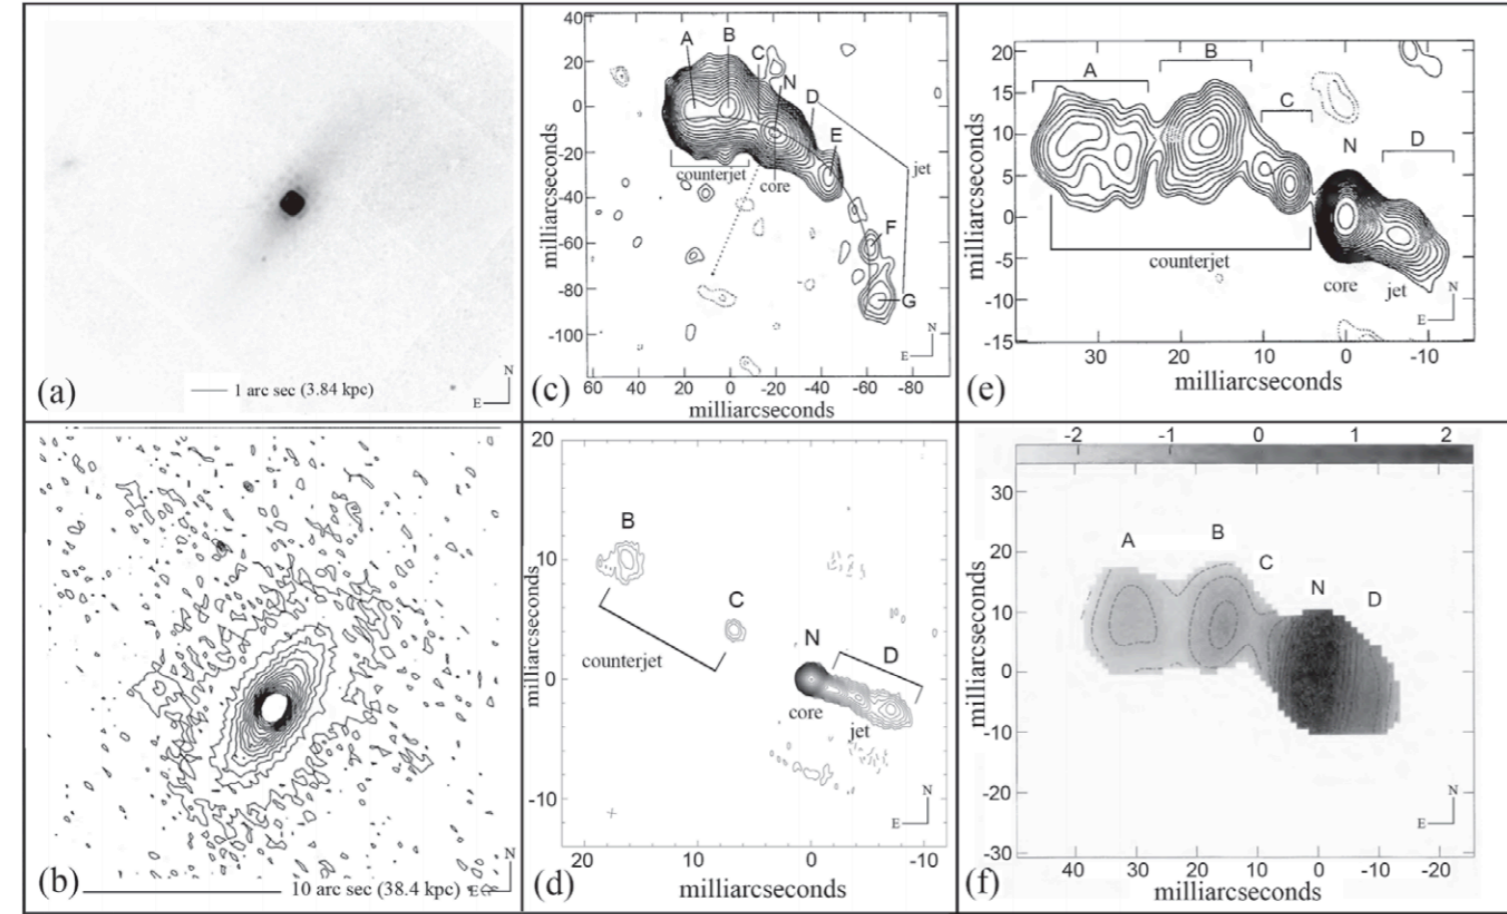 1 arc sec (3.84 kpc)
N
E
(a)
40
20
0
-20
-40
-60
-80
-100
milliarcseconds
A
B
C
N
D
E
F
G
counterjet
core
jet
N
E
60
40
20
0
-20
-40
-60
-80
milliarcseconds
(c)
20
15
10
5
0
-5
-10
-15
milliarcseconds
A
B
C
N
D
counterjet
core
jet
N
E
30
20
10
0
-10
milliarcseconds
(e)
10 arc sec (38.4 kpc)
N
E
(b)
20
10
0
-10
milliarcseconds
B
C
N
D
counterjet
core
jet
N
E
20
10
0
-10
milliarcseconds
(d)
-2
-1
0
1
2
30
20
10
0
-10
-20
-30
milliarcseconds
A
B
C
N
D
N
E
40
30
20
10
0
-10
-20
milliarcseconds
(f)